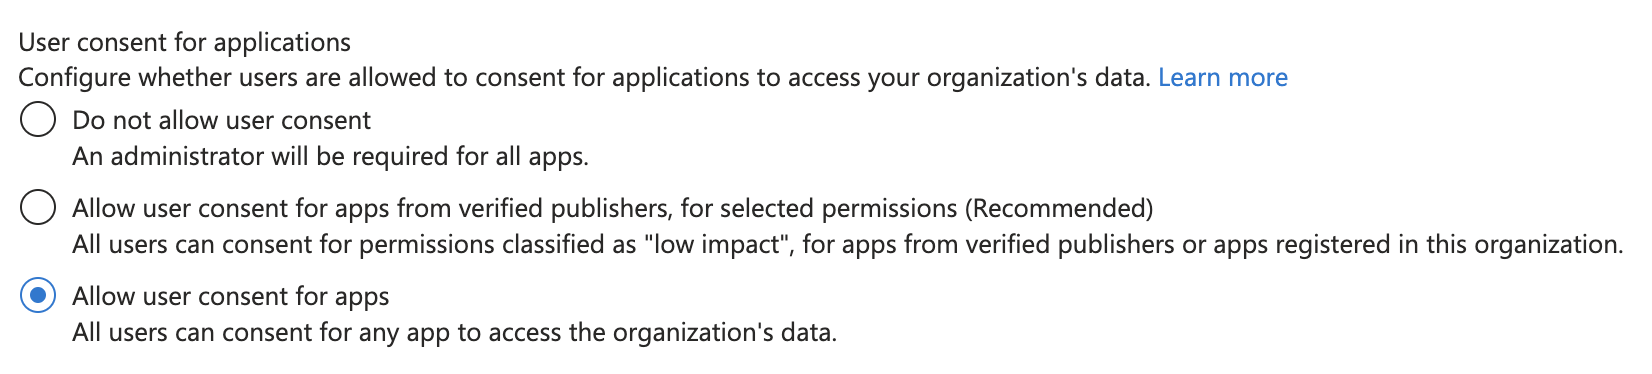 User consent for applications
Configure whether users are allowed to consent for applications to access your organization's data. Learn more
Do not allow user consent
An administrator will be required for all apps.
Allow user consent for apps from verified publishers, for selected permissions (Recommended)
All users can consent for permissions classified as "low impact", for apps from verified publishers or apps registered in this organization.
Allow user consent for apps
All users can consent for any app to access the organization's data.